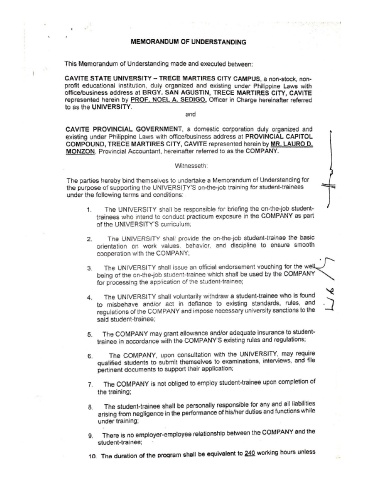 MEMORANDUM OF UNDERSTANDING
This Memorandum of Understanding made and executed between:
CAVITE STATE UNIVERSITY – TRECE MARTIRES CITY CAMPUS, a non-stock, non-
profit educational institution, duly organized and existing under Philippine Laws with
office/business address at BRGY. SAN AGUSTIN, TRECE MARTIRES CITY, CAVITE
represented herein by PROF. NOEL A. SEDIGO, Officer in Charge hereinafter referred
to as the UNIVERSITY.
and
CAVITE PROVINCIAL GOVERNMENT, a domestic corporation duly organized and
existing under Philippine Laws with office/business address at PROVINCIAL CAPITOL
COMPOUND, TRECE MARTIRES CITY, CAVITE represented herein by MR. LAURO D.
MONZON, Provincial Accountant, hereinafter referred to as the COMPANY.
Witnesseth:
The parties hereby bind themselves to undertake a Memorandum of Understanding for
the purpose of supporting the UNIVERSITY'S on-the-job training for student-trainees
under the following terms and conditions:
1. The UNIVERSITY shall be responsible for briefing the on-the-job student-
trainees who intend to conduct practicum exposure in the COMPANY as part
of the UNIVERSITY'S curriculum;
2. The UNIVERSITY shall provide the on-the-job student-trainee the basic
orientation on work values, behavior, and discipline to ensure smooth
cooperation with the COMPANY;
3. The UNIVERSITY shall issue an official endorsement vouching for the well
being of the on-the-job student-trainee which shall be used by the COMPANY
for processing the application of the student-trainee;
4. The UNIVERSITY shall voluntarily withdraw a student-trainee who is found
to misbehave and/or act in defiance to existing standards, rules, and
regulations of the COMPANY and impose necessary university sanctions to the
said student-trainee;
5. The COMPANY may grant allowance and/or adequate insurance to student-
trainee in accordance with the COMPANY'S existing rules and regulations;
6. The COMPANY, upon consultation with the UNIVERSITY, may require
qualified students to submit themselves to examinations, interviews, and file
pertinent documents to support their application;
7. The COMPANY is not obliged to employ student-trainee upon completion of
the training;
8. The student-trainee shall be personally responsible for any and all liabilities
arising from negligence in the performance of his/her duties and functions while
under training;
9. There is no employer-employee relationship between the COMPANY and the
student-trainee;
10. The duration of the program shall be equivalent to 240 working hours unless